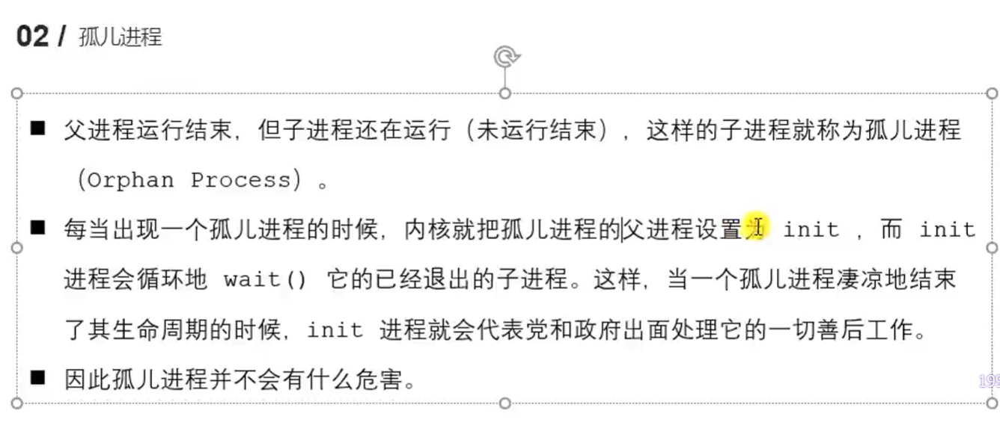 02 / 孤儿进程
■ 父进程运行结束，但子进程还在运行（未运行结束），这样的子进程就称为孤儿进程
（Orphan Process）。
■ 每当出现一个孤儿进程的时候，内核就把孤儿进程的父进程设置为 init ，而 init
进程会循环地 wait() 它的已经退出的子进程。这样，当一个孤儿进程凄凉地结束
了其生命周期的时候，init 进程就会代表党和政府出面处理它的一切善后工作。
■ 因此孤儿进程并不会有什么危害。